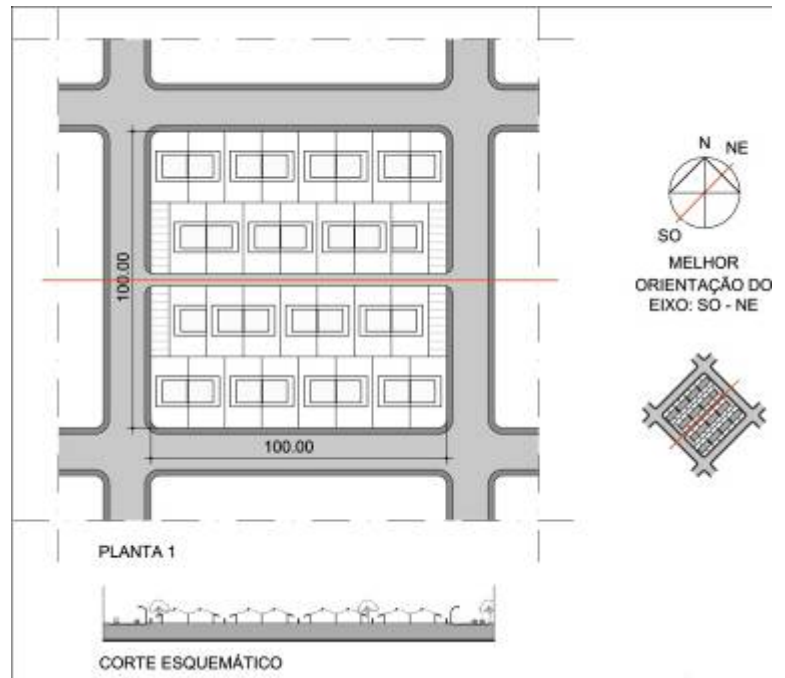 N NE
SO
MELHOR
ORIENTAÇÃO DO
EIXO: SO - NE
100.00
100.00
PLANTA 1
CORTE ESQUEMÁTICO